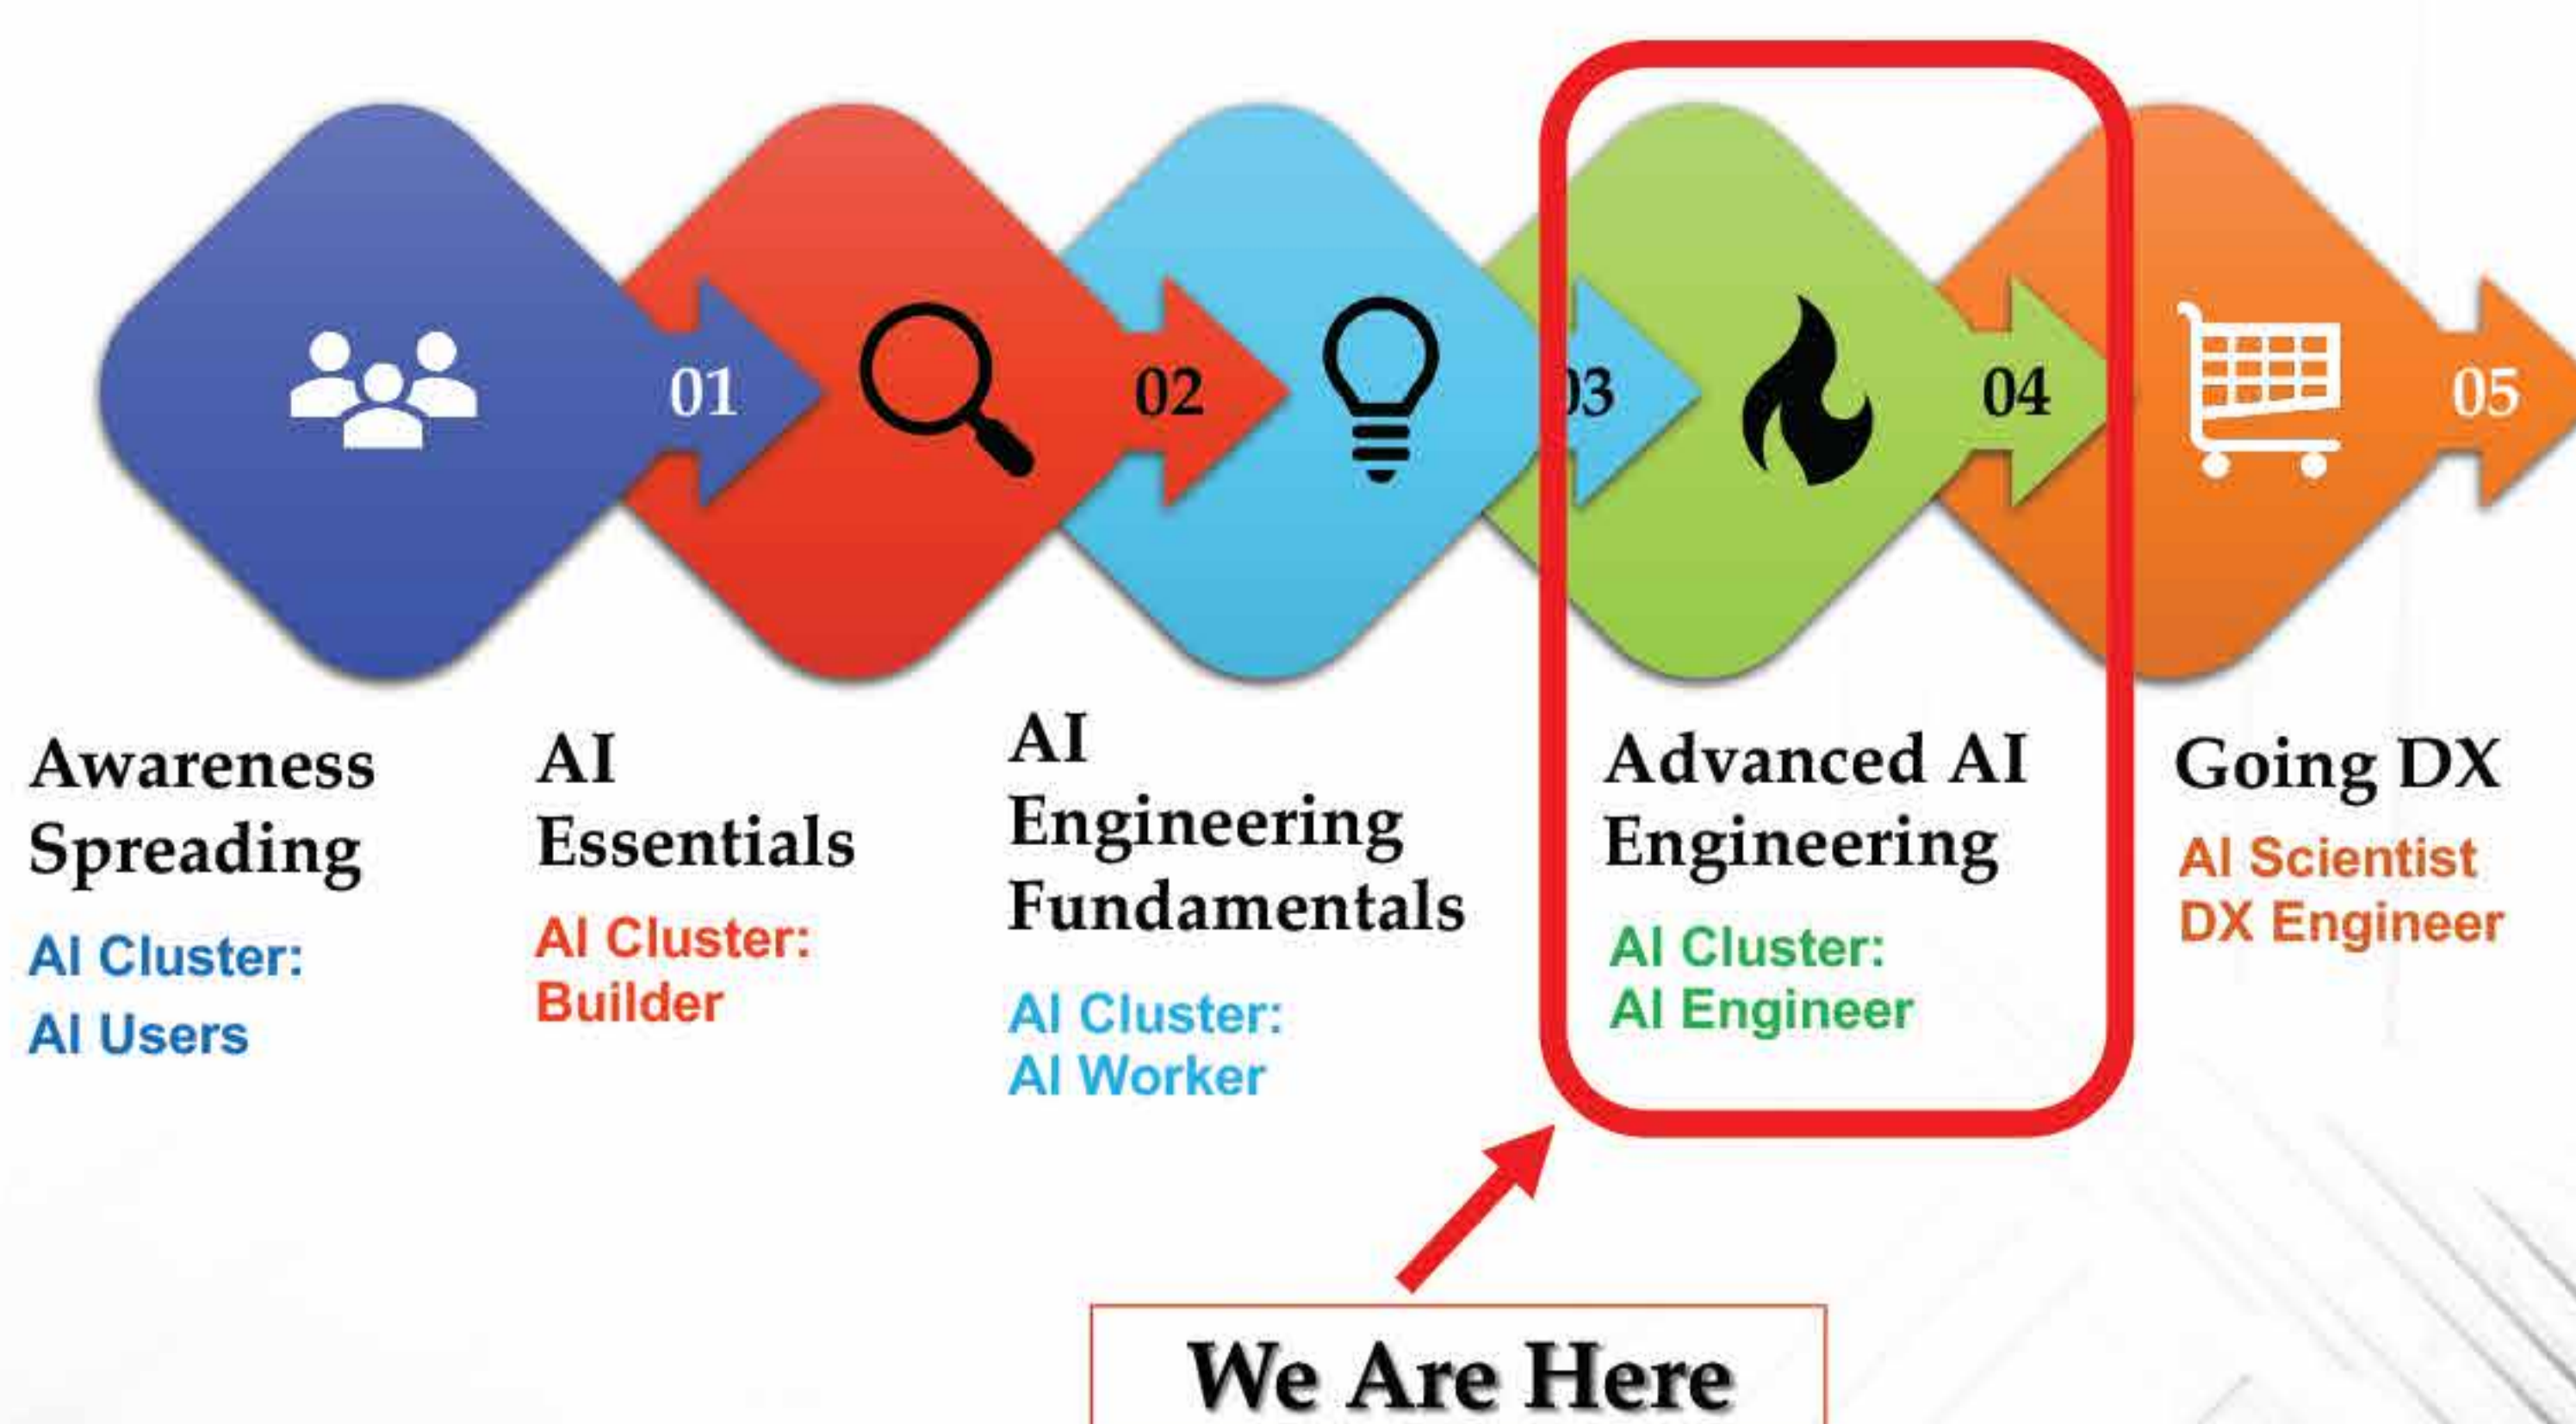 01
02
03
04
05
Awareness
Spreading
AI Cluster:
AI Users
AI
Essentials
AI Cluster:
Builder
AI
Engineering
Fundamentals
AI Cluster:
AI Worker
Advanced AI
Engineering
AI Cluster:
AI Engineer
Going DX
AI Scientist
DX Engineer
We Are Here